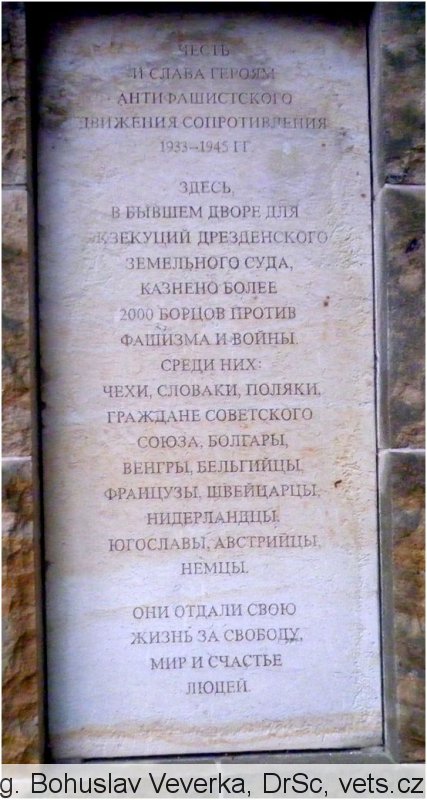 ЧЕСТЬ
И СЛАВА ГЕРОЯМ
АНТИФАШИСТСКОГО
ДВИЖЕНИЯ СОПРОТИВЛЕНИЯ
1933–1945 ГГ.
ЗДЕСЬ,
В БЫВШЕМ ДВОРЕ ДЛЯ
ЭКЗЕКУЦИЙ ДРЕЗДЕНСКОГО
ЗЕМЕЛЬНОГО СУДА,
КАЗНЕНО БОЛЕЕ
2000 БОРЦОВ ПРОТИВ
ФАШИЗМА И ВОЙНЫ.
СРЕДИ НИХ:
ЧЕХИ, СЛОВАКИ, ПОЛЯКИ,
ГРАЖДАНЕ СОВЕТСКОГО
СОЮЗА, БОЛГАРЫ,
ВЕНГРЫ, БЕЛЬГИЙЦЫ,
ФРАНЦУЗЫ, ШВЕЙЦАРЦЫ,
НИДЕРЛАНДЦЫ,
ЮГОСЛАВЫ, АВСТРИЙЦЫ,
НЕМЦЫ.
ОНИ ОТДАЛИ СВОЮ
ЖИЗНЬ ЗА СВОБОДУ,
МИР И СЧАСТЬЕ
ЛЮДЕЙ.
g. Bohuslav Veverka, DrSc, vets.cz